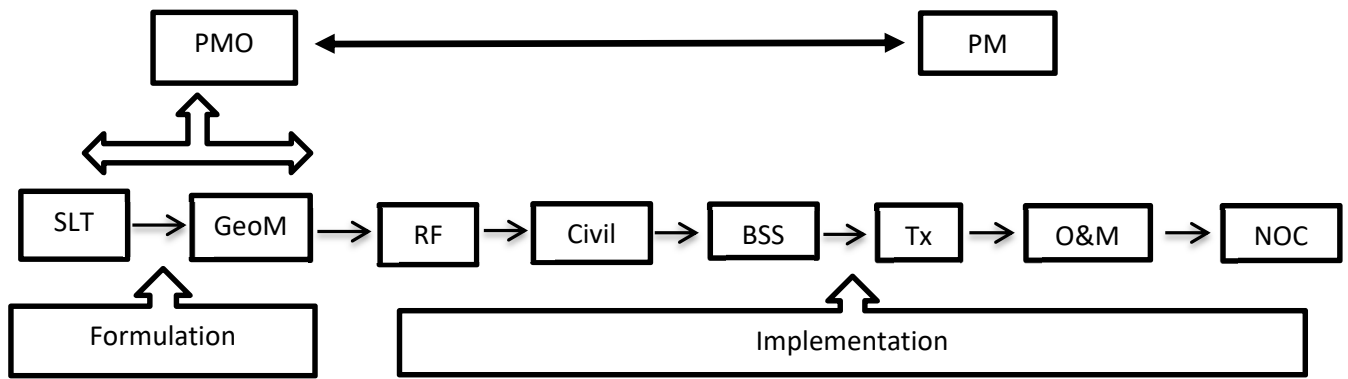 PMO
PM
SLT
GeoM
RF
Civil
BSS
Tx
O&M
NOC
Formulation
Implementation